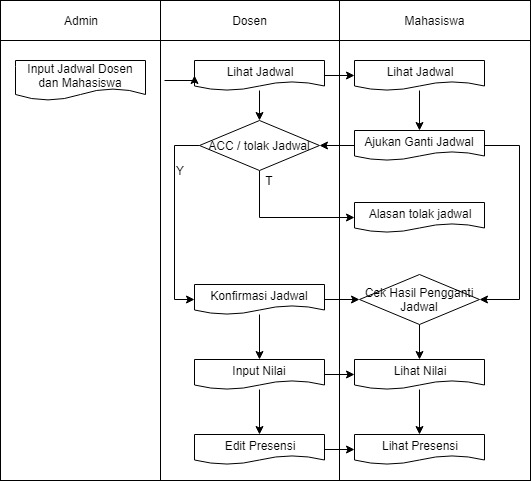 Admin
Dosen
Mahasiswa
Input Jadwal Dosen
dan Mahasiswa
Lihat Jadwal
Lihat Jadwal
ACC / tolak Jadwal
Ajukan Ganti Jadwal
Y
T
Alasan tolak jadwal
Konfirmasi Jadwal
Cek Hasil Pengganti
Jadwal
Input Nilai
Lihat Nilai
Edit Presensi
Lihat Presensi